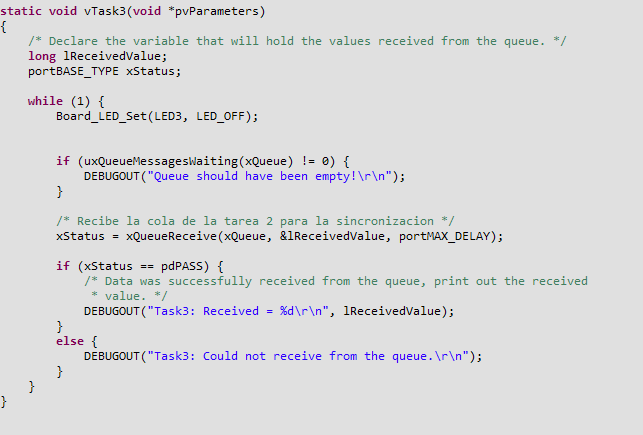 static void vTask3(void *pvParameters)
{
    /* Declare the variable that will hold the values received from the queue. */
    long lReceivedValue;
    portBASE_TYPE xStatus;

    while (1) {
        Board_LED_Set(LED3, LED_OFF);


        if (uxQueueMessagesWaiting(xQueue) != 0) {
            DEBUGOUT("Queue should have been empty!\r\n");
        }

        /* Recibe la cola de la tarea 2 para la sincronizacion */
        xStatus = xQueueReceive(xQueue, &lReceivedValue, portMAX_DELAY);

        if (xStatus == pdPASS) {
            /* Data was successfully received from the queue, print out the received
             * value. */
            DEBUGOUT("Task3: Received = %d\r\n", lReceivedValue);
        }
        else {
            DEBUGOUT("Task3: Could not receive from the queue.\r\n");
        }
    }
}